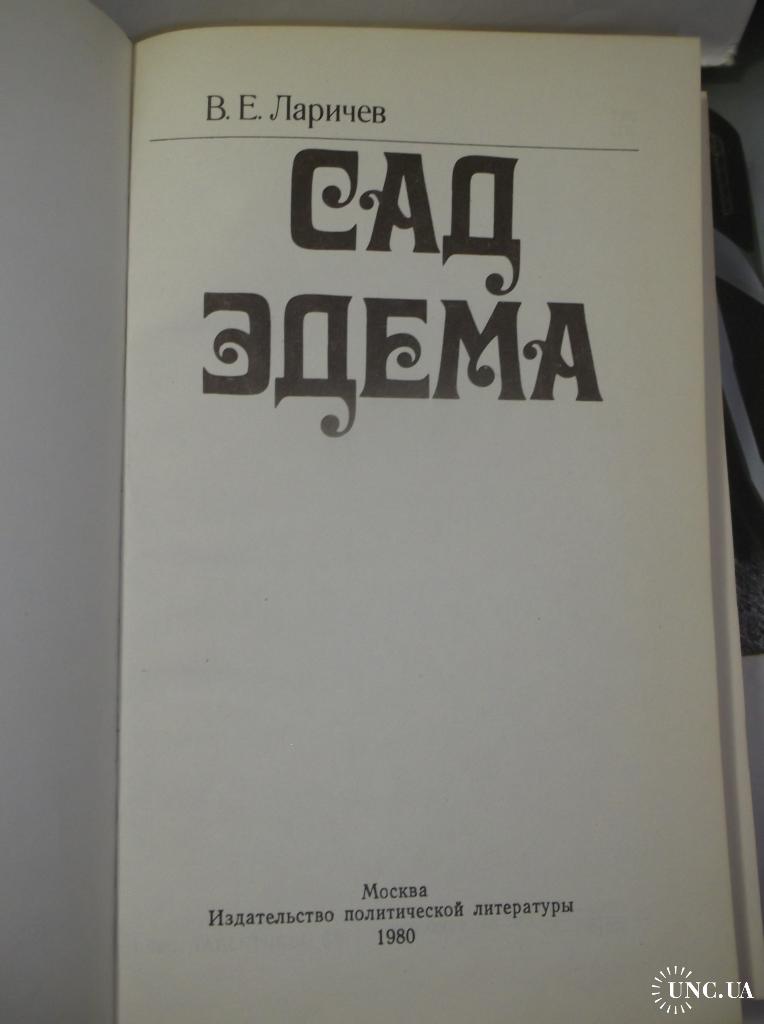 В. Е. Ларичев
САД
ЭДЕМА
Москва
Издательство политической литературы
1980
UNC.UA